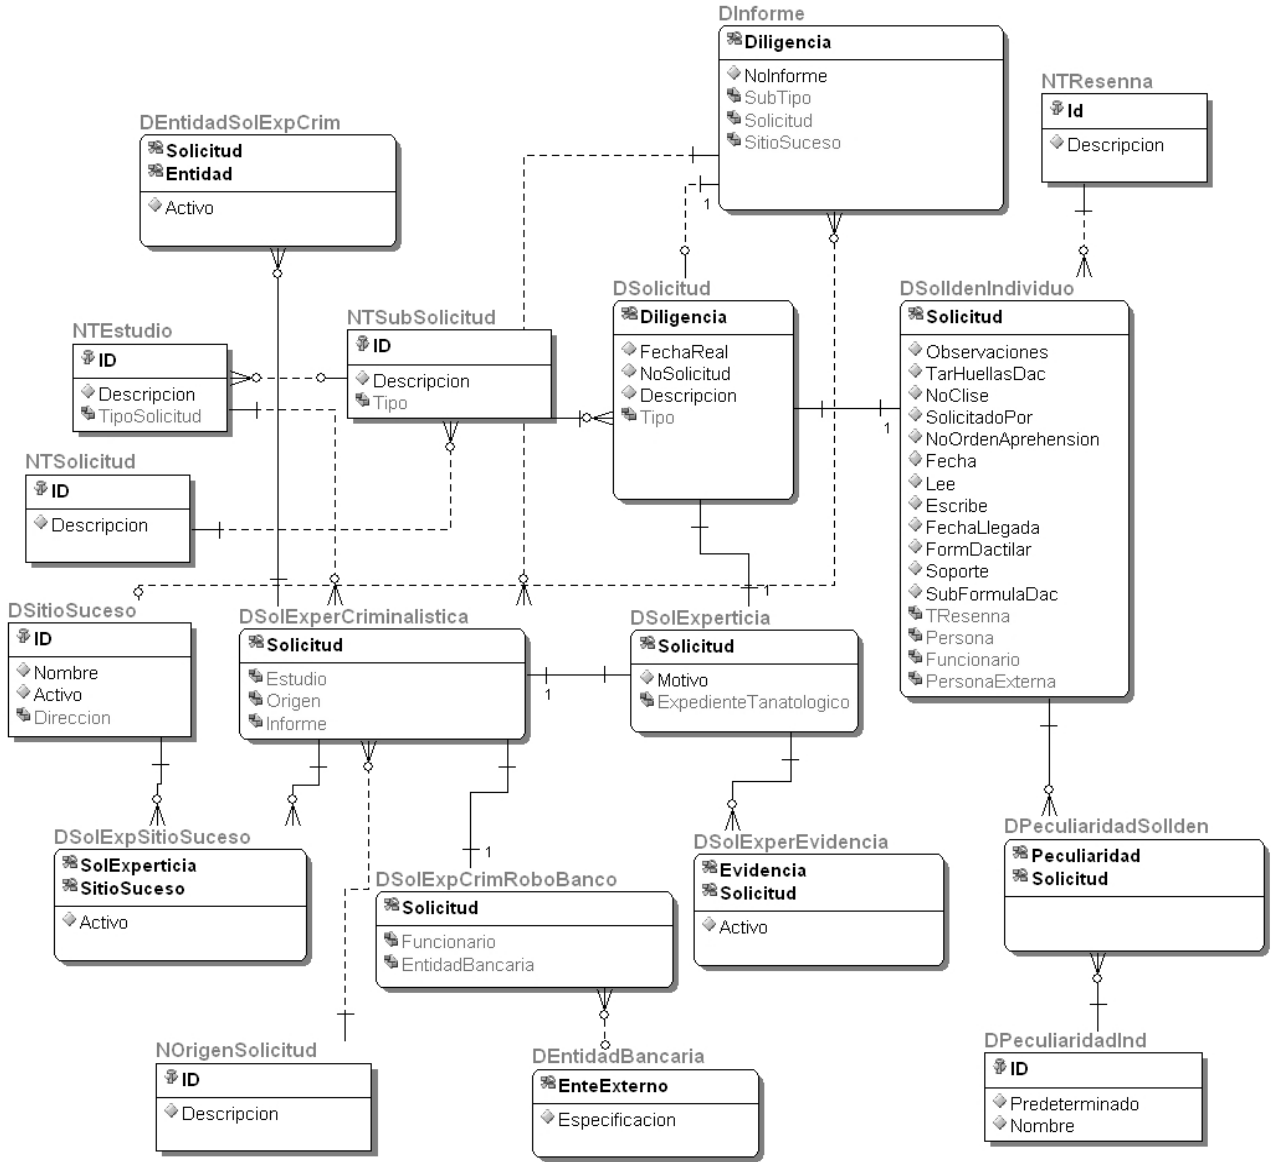 DInforme
Diligencia
NoInforme
SubTipo
Solicitud
SitioSuceso
NTResenna
Id
Descripcion
DEntidadSolExpCrim
Solicitud
Entidad
Activo
1
DSolicitud
Diligencia
FechaReal
NoSolicitud
Descripcion
Tipo
DSolIdenIndividuo
Solicitud
Observaciones
TarHuellasDac
NoClise
SolicitadoPor
NoOrdenAprehension
Fecha
Lee
Escribe
FechaLlegada
FormDactilar
Soporte
SubFormulaDac
TResenna
Persona
Funcionario
PersonaExterna
1
NTSubSolicitud
ID
Descripcion
Tipo
NTEstudio
ID
Descripcion
TipoSolicitud
NTSolicitud
ID
Descripcion
1
DSitioSuceso
ID
Nombre
Activo
Direccion
DSolExperCriminalistica
Solicitud
Estudio
Origen
Informe
1
DSolExperticia
Solicitud
Motivo
ExpedienteTanatologico
DSolExpSitioSuceso
SolExperticia
SitioSuceso
Activo
1
DSolExpCrimRoboBanco
Solicitud
Funcionario
EntidadBancaria
DSolExperEvidencia
Evidencia
Solicitud
Activo
DPeculiaridadSolIden
Peculiaridad
Solicitud
NOrigenSolicitud
ID
Descripcion
DEntidadBancaria
EnteExterno
Especificacion
DPeculiaridadInd
ID
Predeterminado
Nombre